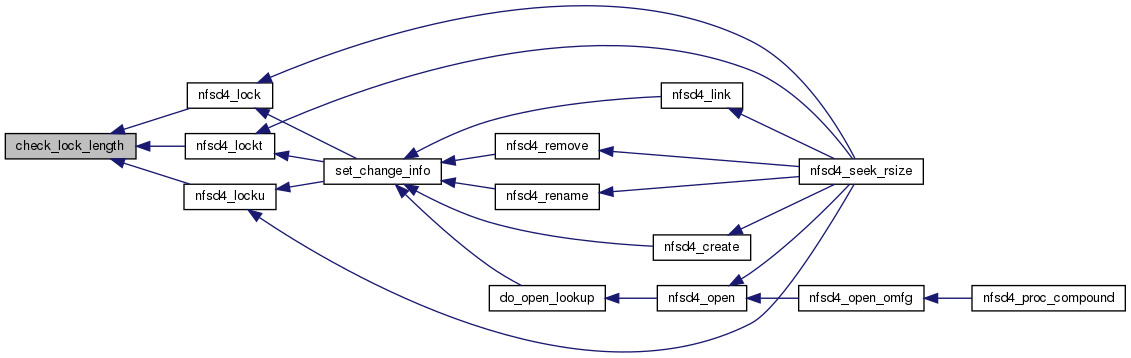 check_lock_length
nfsd4_lock
nfsd4_lockt
nfsd4_locku
set_change_info
nfsd4_link
nfsd4_remove
nfsd4_rename
nfsd4_create
do_open_lookup
nfsd4_open
nfsd4_seek_rsize
nfsd4_open_omfg
nfsd4_proc_compound